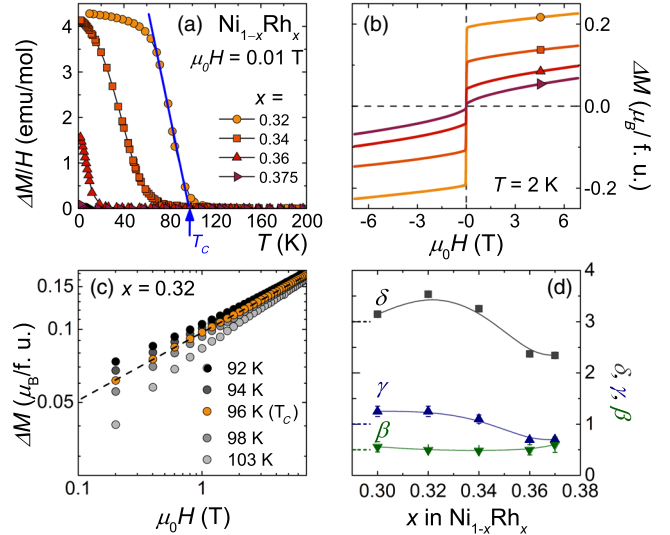 (a) Ni1-xRhx
μ0H = 0.01 T
x =
0.32
0.34
0.36
0.375
4
3
2
1
0
0 40 80 120 160 200
T (K)
TC
ΔM/H (emu/mol)
(b)
0.2
0.0
-0.2
T = 2 K
-6 -3 -0 3 6
μ0H (T)
ΔM (μB/ f. u.)
(c) x = 0.32
0.15
0.1
0.05
92 K
94 K
96 K (TC)
98 K
103 K
0.1 1.0
μ0H (T)
ΔM (μB/f. u.)
(d)
δ
γ
β
4
3
2
1
0
δ, γ, β
0.30 0.32 0.34 0.36 0.38
x in Ni1-xRhx